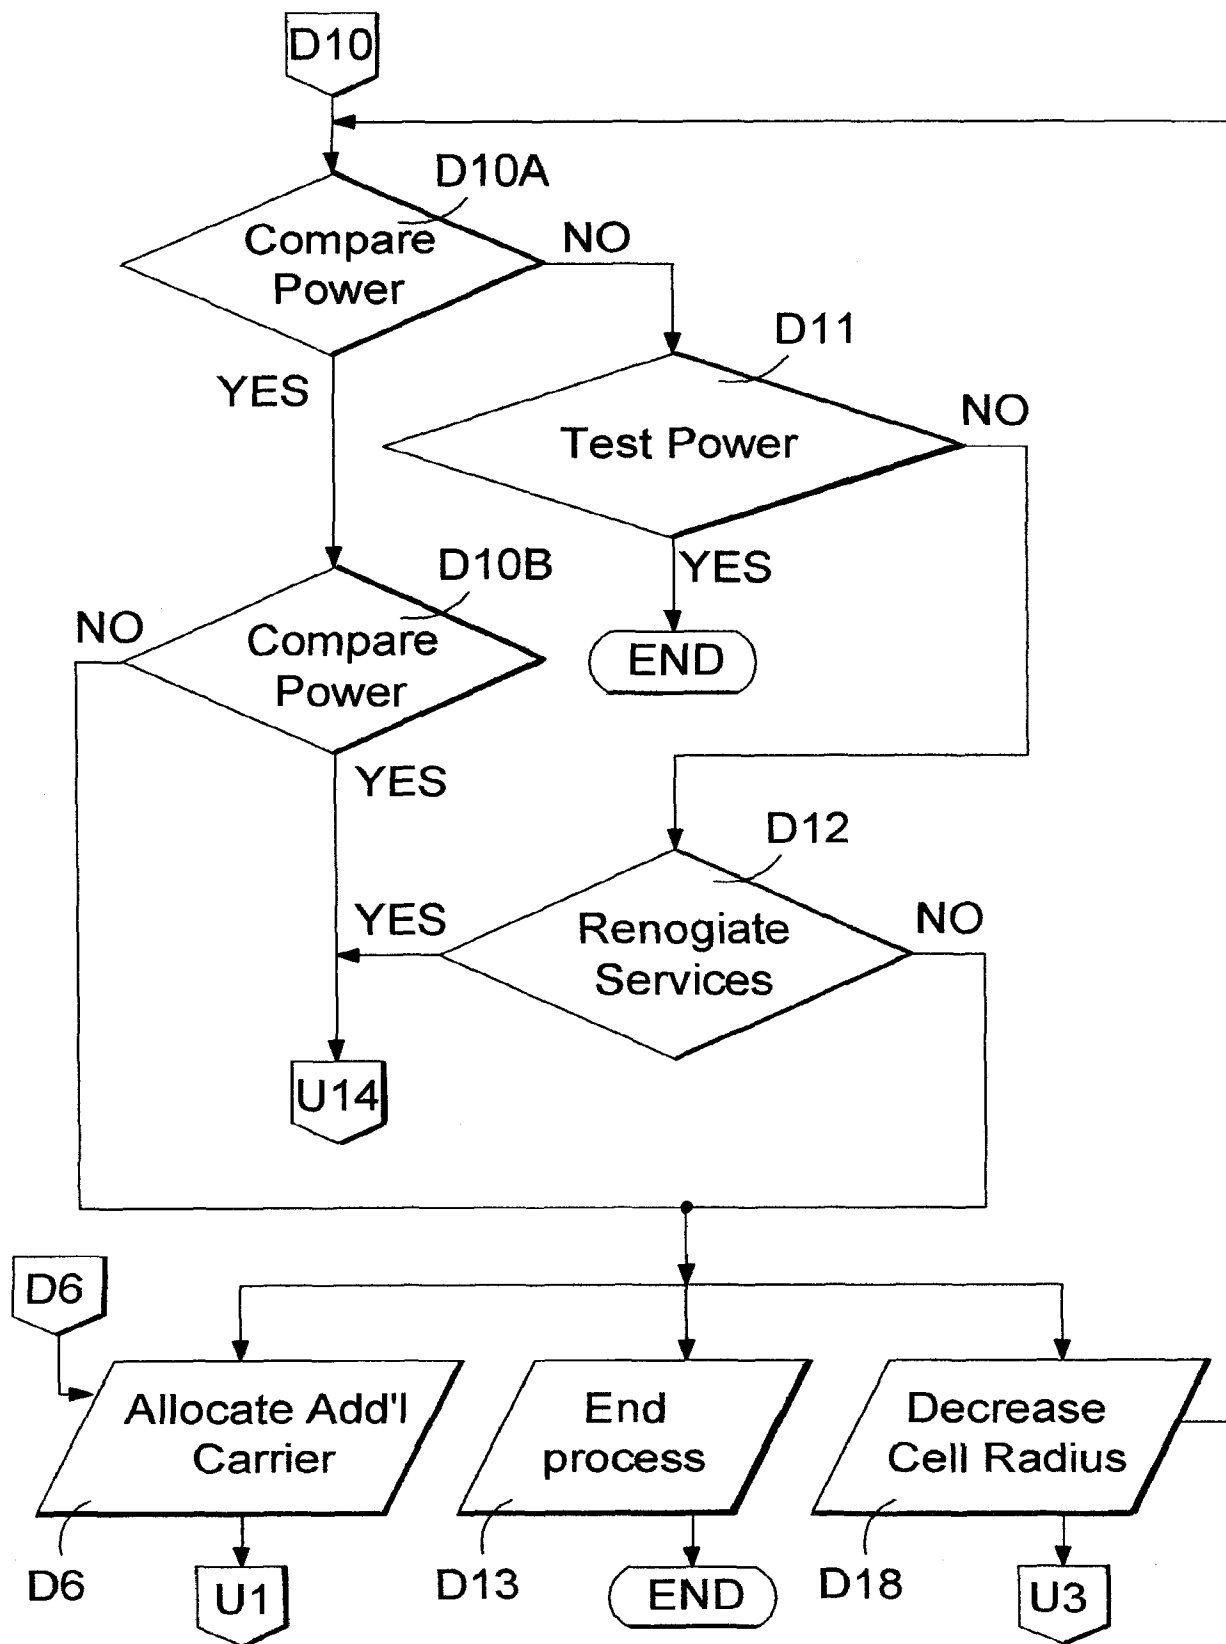 D10
D10A
Compare
Power
NO
YES
D11
Test Power
NO
YES
END
D10B
Compare
Power
NO
YES
D12
Renogiate
Services
YES
NO
U14
D6
Allocate Add'l
Carrier
End
process
Decrease
Cell Radius
D6
U1
D13
END
D18
U3